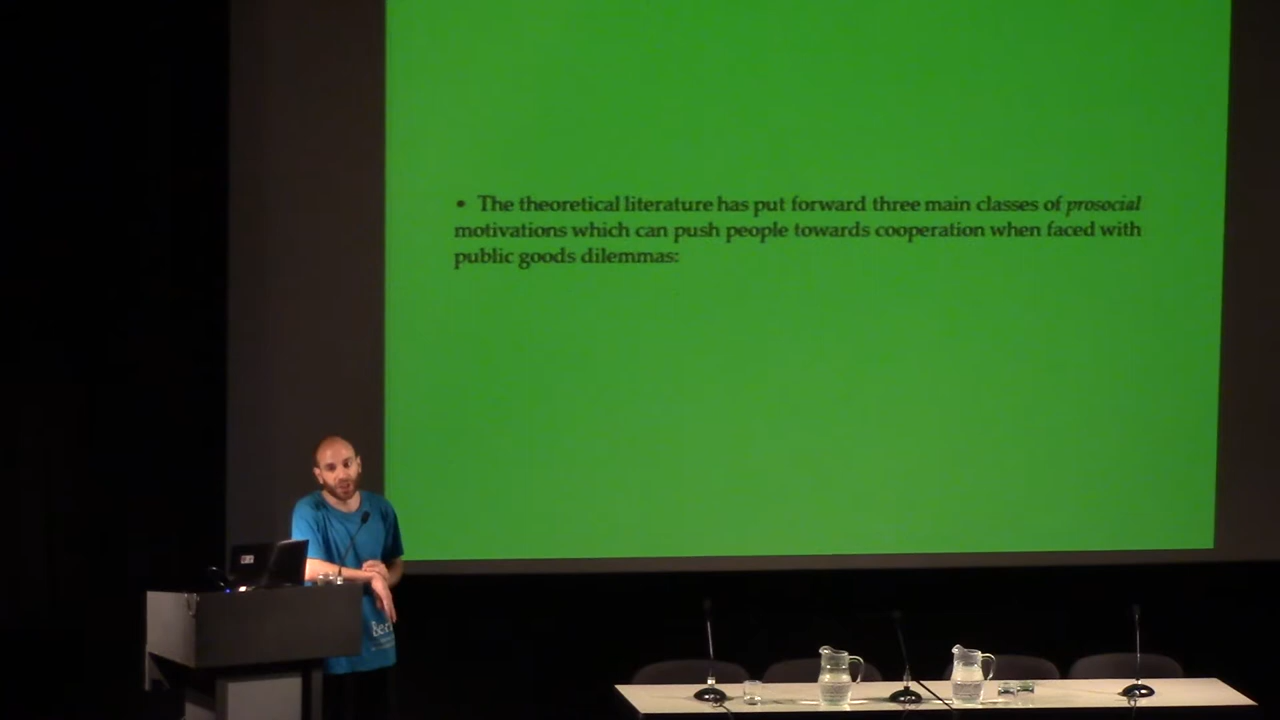 • The theoretical literature has put forward three main classes of prosocial
motivations which can push people towards cooperation when faced with
public goods dilemmas: